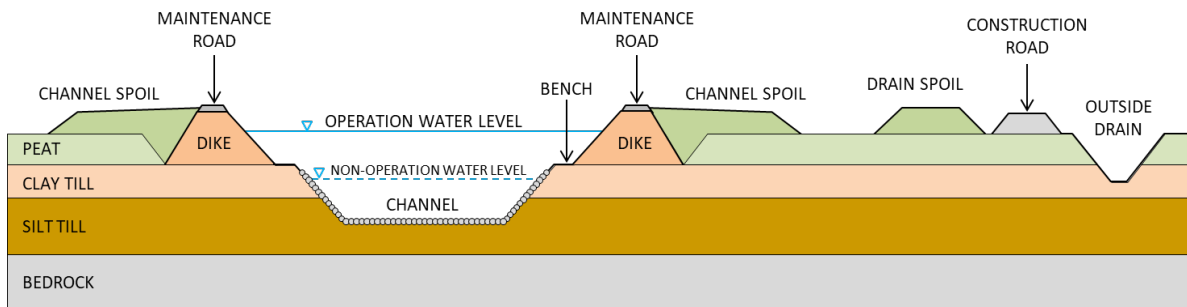 MAINTENANCE
ROAD
MAINTENANCE
ROAD
CONSTRUCTION
ROAD
CHANNEL SPOIL
BENCH
CHANNEL SPOIL
DRAIN SPOIL
OUTSIDE
DRAIN
OPERATION WATER LEVEL
PEAT
DIKE
DIKE
NON-OPERATION WATER LEVEL
CLAY TILL
CHANNEL
SILT TILL
BEDROCK